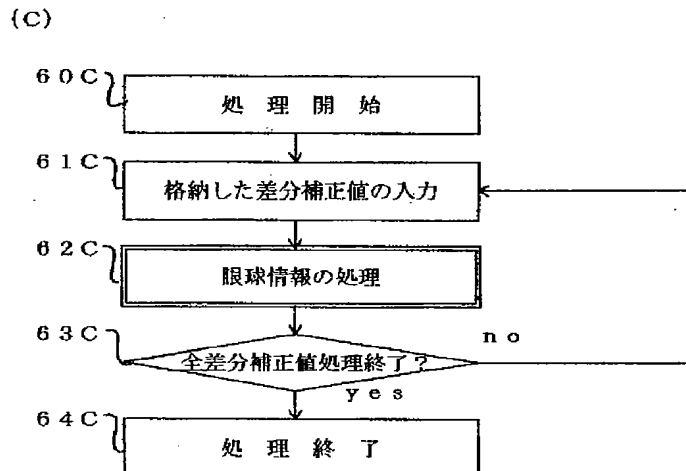 (C)
60C
処理開始
61C
格納した差分補正値の入力
62C
眼球情報の処理
63C
全差分補正値処理終了?
no
yes
64C
処理終了